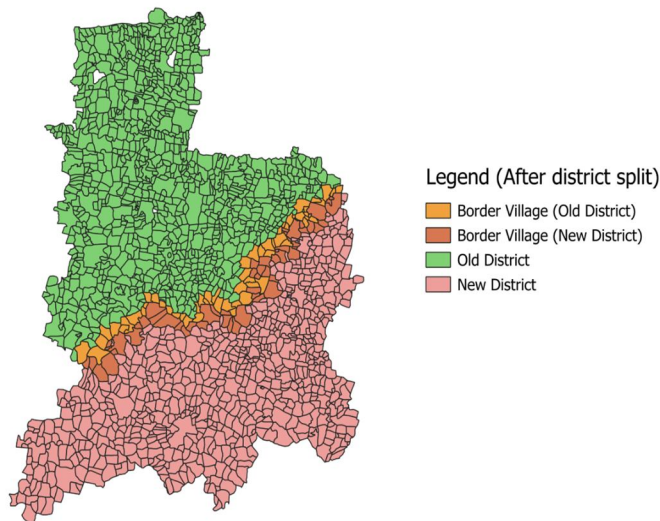 Legend (After district split)
Border Village (Old District)
Border Village (New District)
Old District
New District